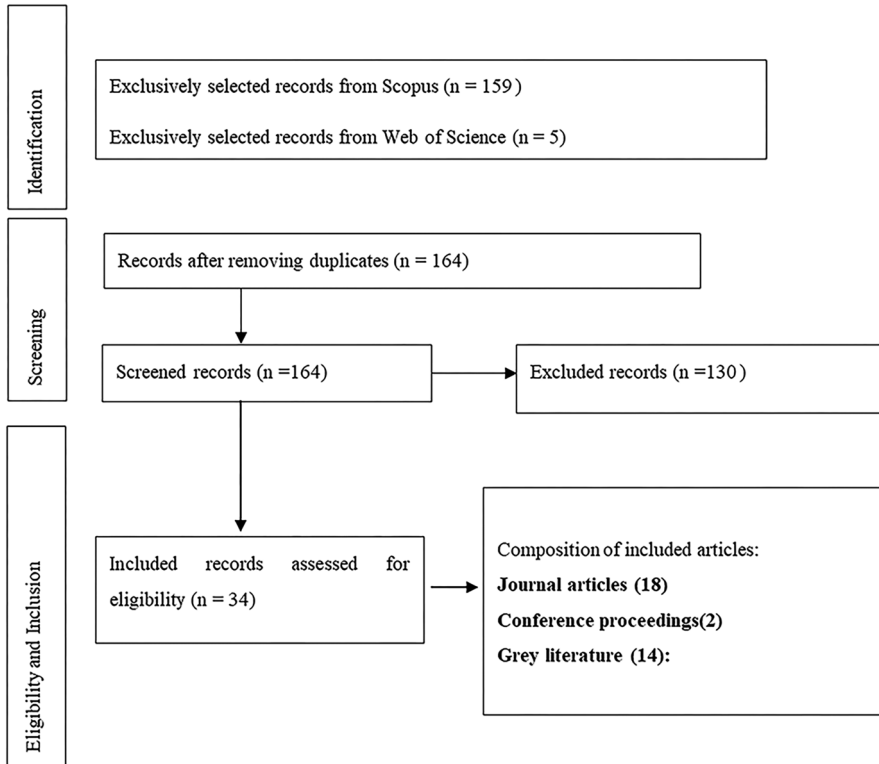 Identification
Exclusively selected records from Scopus (n = 159)
Exclusively selected records from Web of Science (n = 5)
Screening
Records after removing duplicates (n = 164)
Screened records (n =164)
Excluded records (n =130)
Eligibility and Inclusion
Included records assessed for
eligibility (n = 34)
Composition of included articles:
Journal articles (18)
Conference proceedings(2)
Grey literature (14):